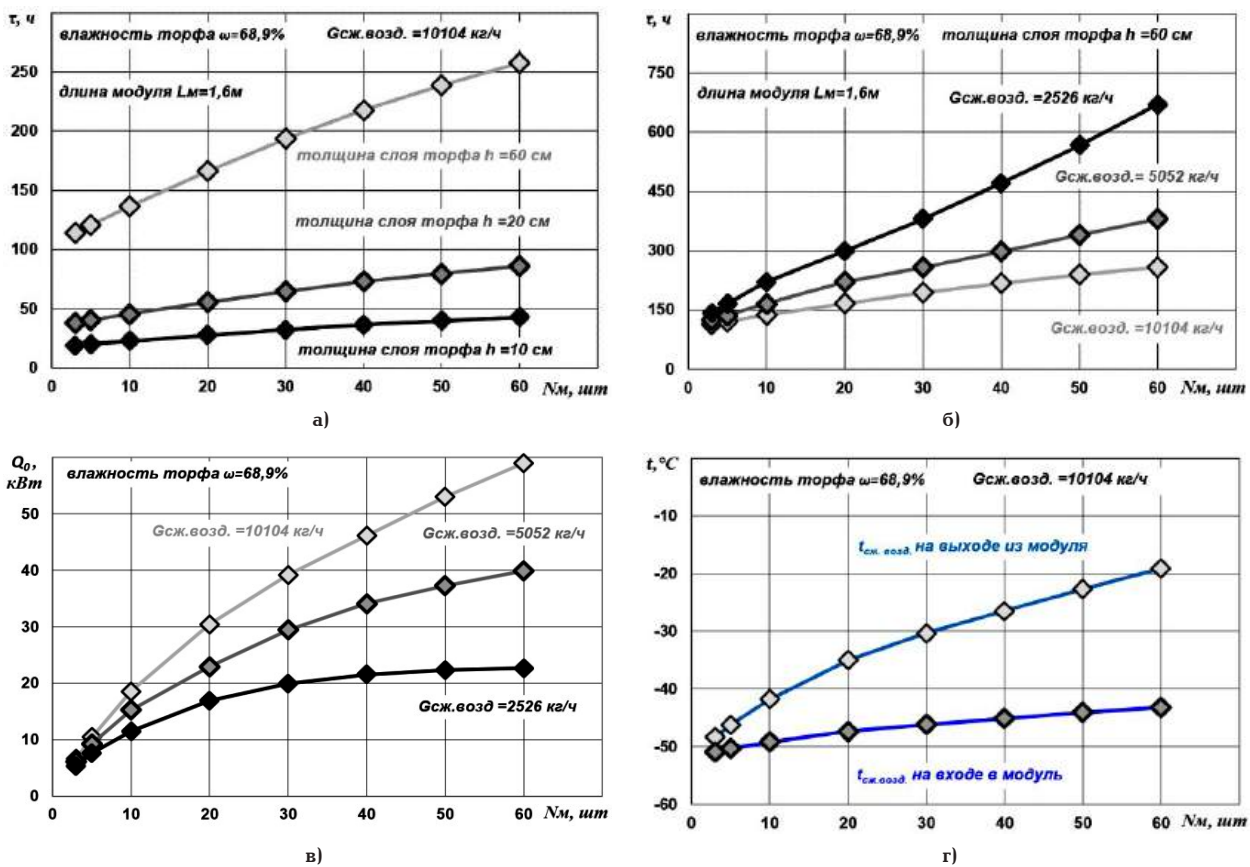 τ, ч
влажность торфа ω=68,9%
Gсж.возд. =10104 кг/ч
250
длина модуля Lм=1,6м
200
толщина слоя торфа h =60 см
150
толщина слоя торфа h =20 см
100
50
толщина слоя торфа h =10 см
0
0 10 20 30 40 50 60 Nм, шт
а)
τ, ч
влажность торфа ω=68,9%
толщина слоя торфа h =60 см
750
длина модуля Lм=1,6м
Gсж.возд. =2526 кг/ч
600
450
Gсж.возд.= 5052 кг/ч
300
150
Gсж.возд. =10104 кг/ч
0
0 10 20 30 40 50 60 Nм, шт
б)
Q0,
кВт
влажность торфа ω=68,9%
50
Gсж.возд. =10104 кг/ч
Gсж.возд. =5052 кг/ч
40
30
20
Gсж.возд =2526 кг/ч
10
0
0 10 20 30 40 50 60 Nм, шт
в)
t,°C
влажность торфа ω=68,9%
Gсж.возд. =10104 кг/ч
-10
tсж. возд. на выходе из модуля
-20
-30
-40
-50
tсж.возд. на входе в модуль
-60
0 10 20 30 40 50 60 Nм, шт
г)